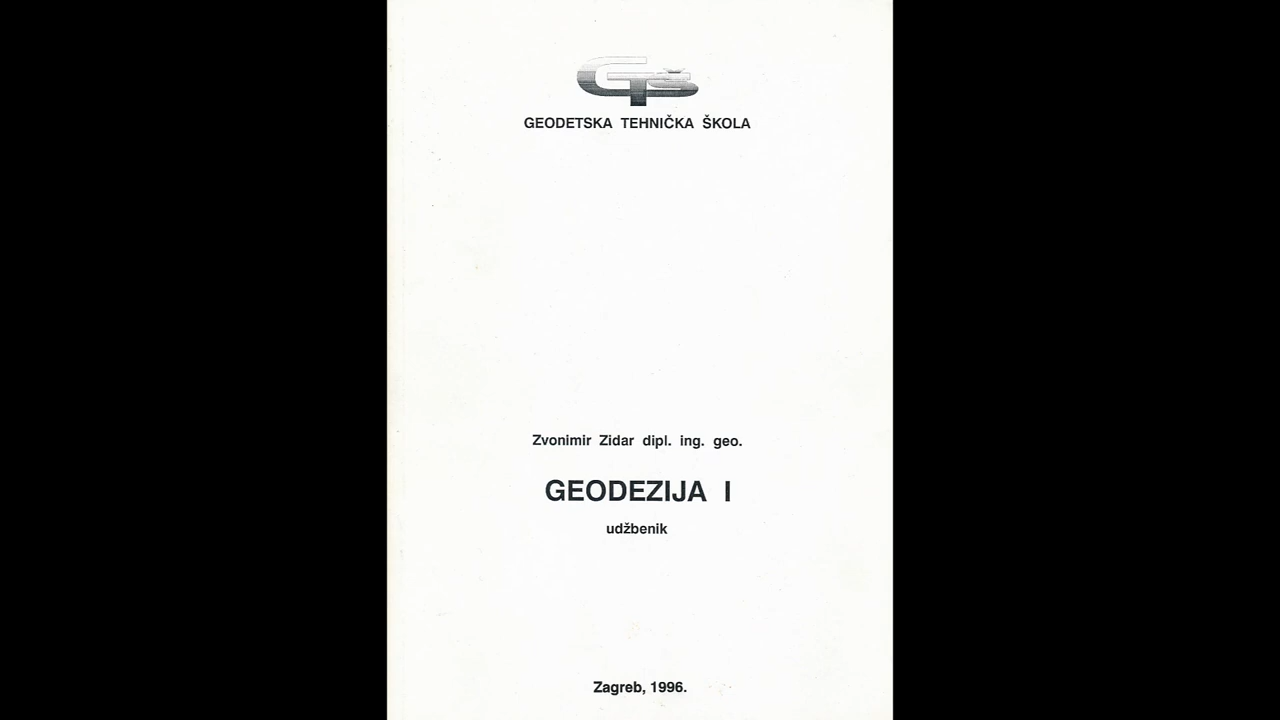 GTŠ
GEODETSKA TEHNIČKA ŠKOLA
Zvonimir Zidar dipl. ing. geo.
GEODEZIJA I
udžbenik
Zagreb, 1996.